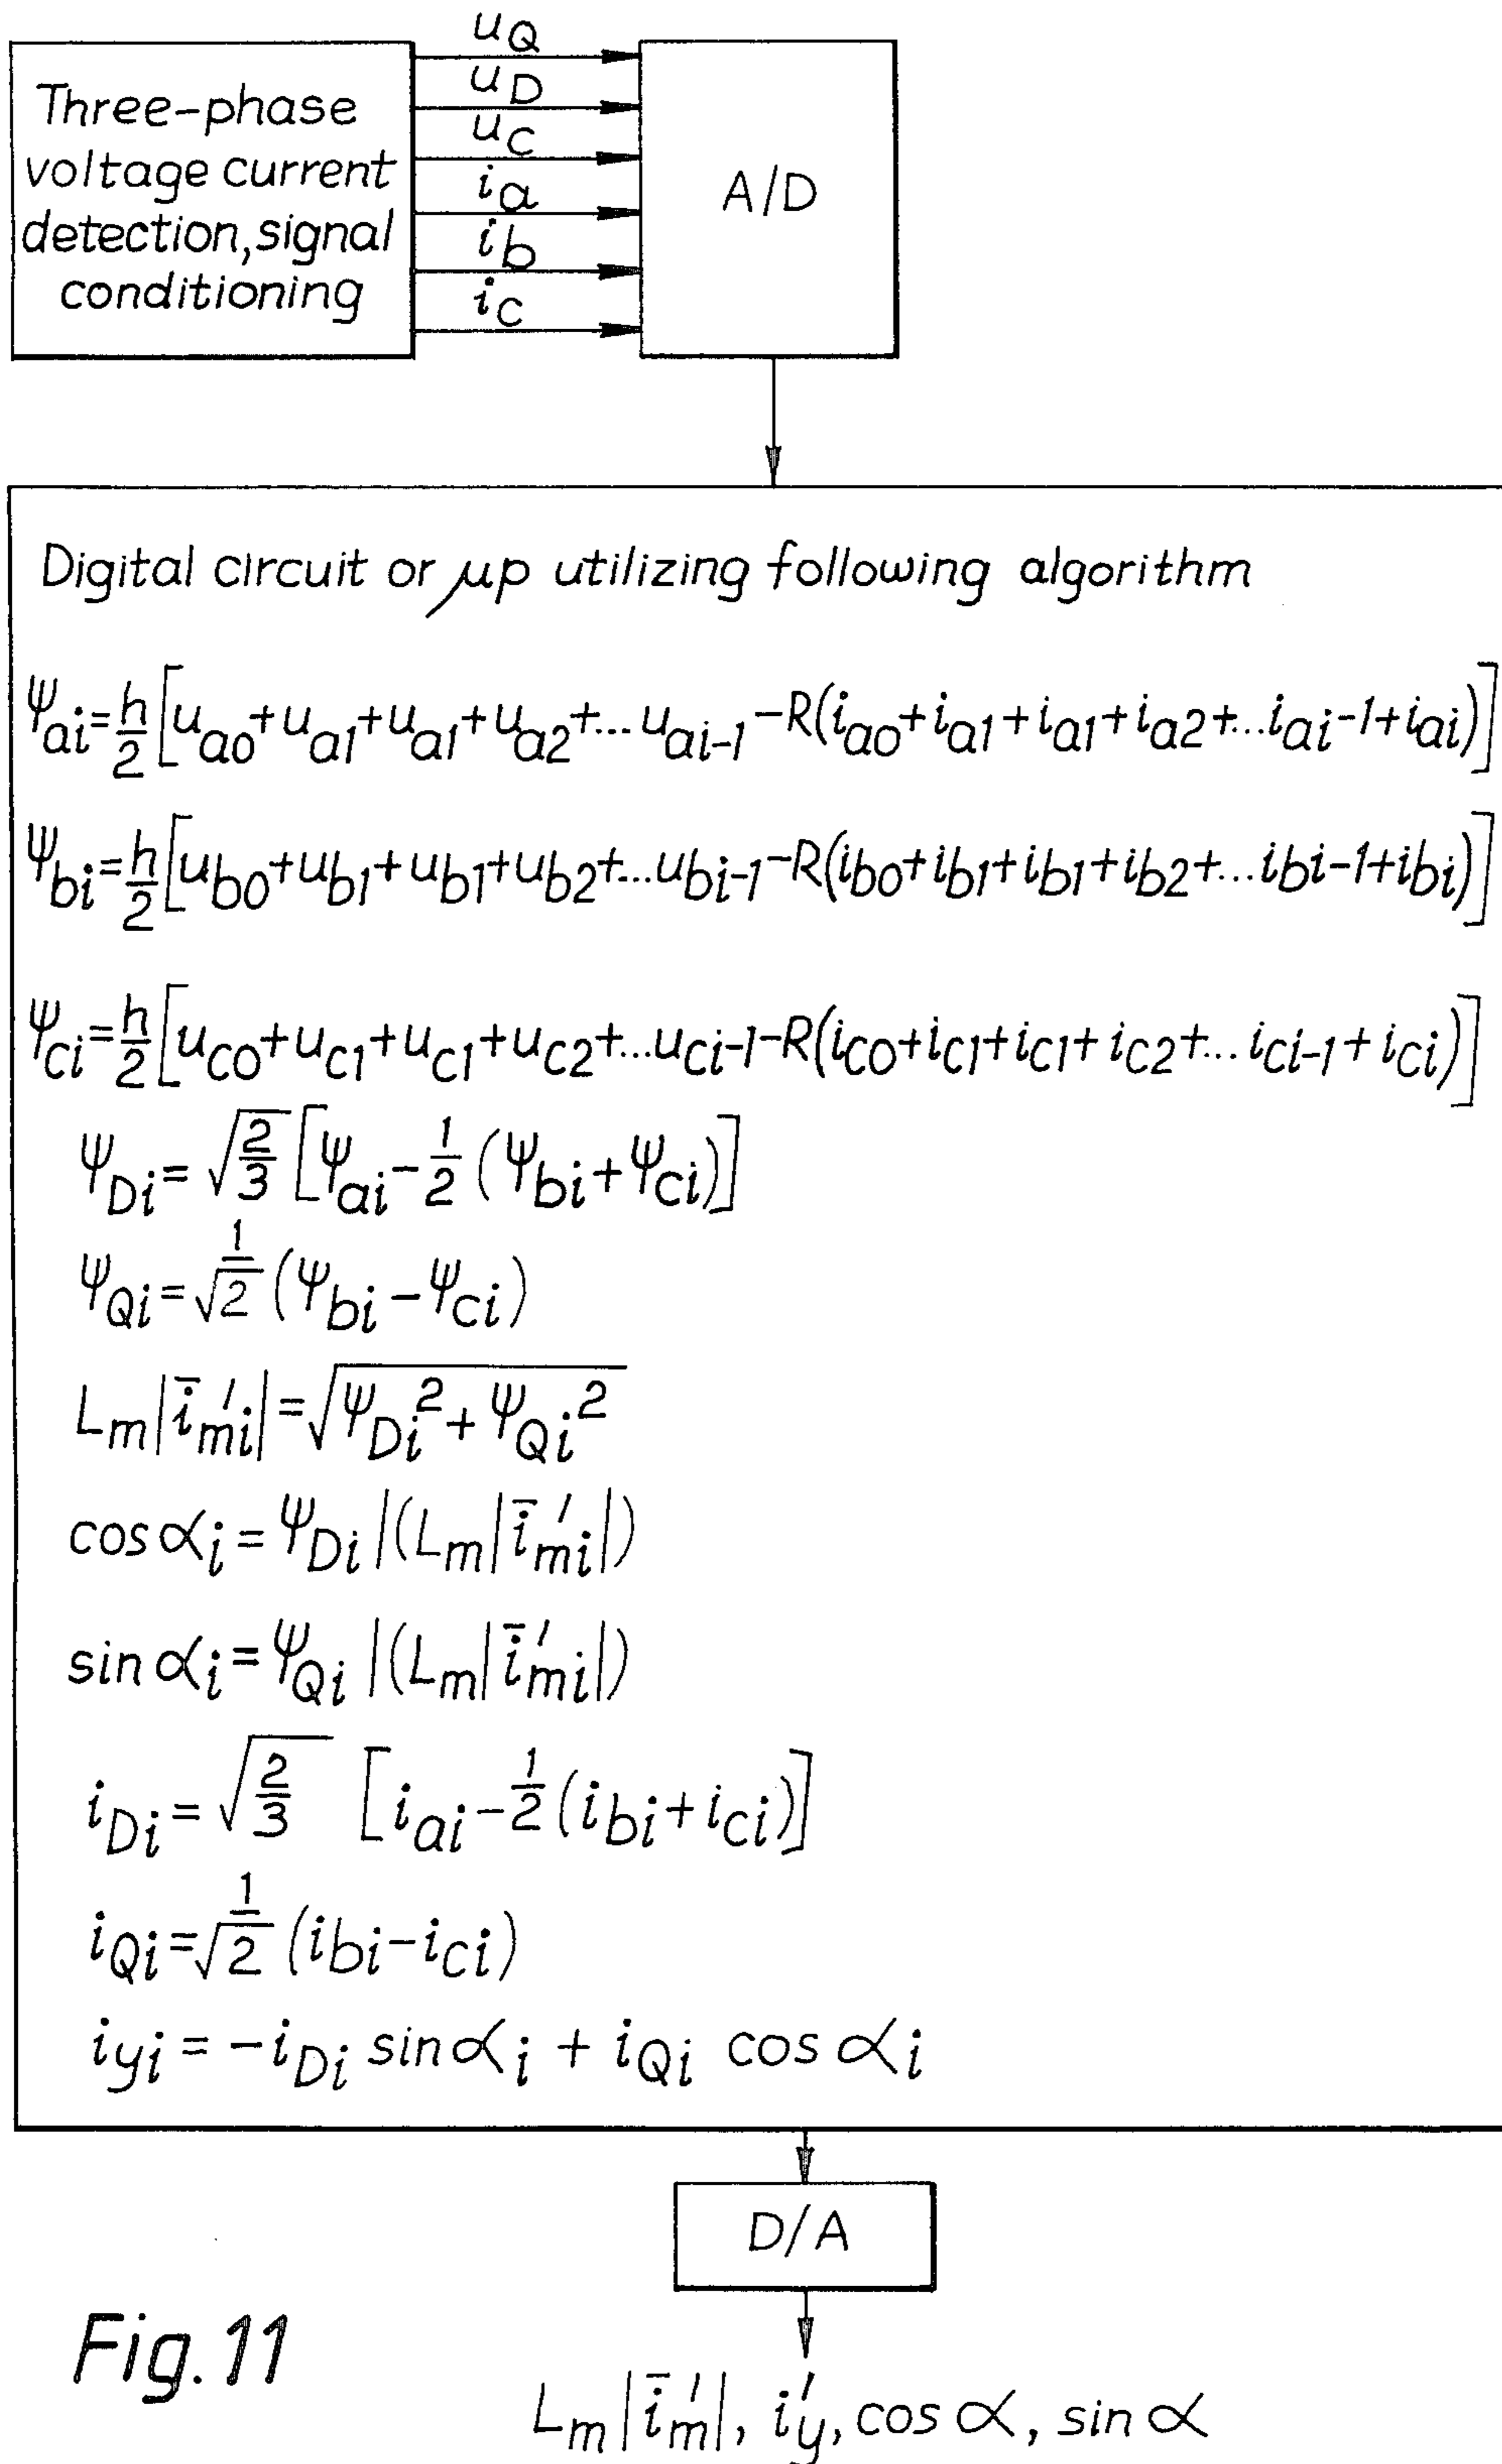 u_Q
Three-phase
voltage current
detection, signal
conditioning
u_D
u_C
i_a
i_b
i_c
A/D
Digital circuit or μp utilizing following algorithm
Ψ_ai = h/2 [u_a0 + u_a1 + u_a1 + u_a2 + ... u_ai-1 - R(i_a0 + i_a1 + i_a1 + i_a2 + ... i_ai-1 + i_ai)]
Ψ_bi = h/2 [u_b0 + u_b1 + u_b1 + u_b2 + ... u_bi-1 - R(i_b0 + i_b1 + i_b1 + i_b2 + ... i_bi-1 + i_bi)]
Ψ_ci = h/2 [u_c0 + u_c1 + u_c1 + u_c2 + ... u_ci-1 - R(i_c0 + i_c1 + i_c1 + i_c2 + ... i_ci-1 + i_ci)]
Ψ_Di = √(2/3) [Ψ_ai - 1/2 (Ψ_bi + Ψ_ci)]
Ψ_Qi = 1/√2 (Ψ_bi - Ψ_ci)
L_m |ī'_mi| = √(Ψ_Di² + Ψ_Qi²)
cos α_i = Ψ_Di |(L_m |ī'_mi|)
sin α_i = Ψ_Qi |(L_m |ī'_mi|)
i_Di = √(2/3) [i_ai - 1/2 (i_bi + i_ci)]
i_Qi = 1/√2 (i_bi - i_ci)
i_yi = -i_Di sin α_i + i_Qi cos α_i
D/A
Fig. 11
L_m |ī'_m|, i'_y, cos α, sin α